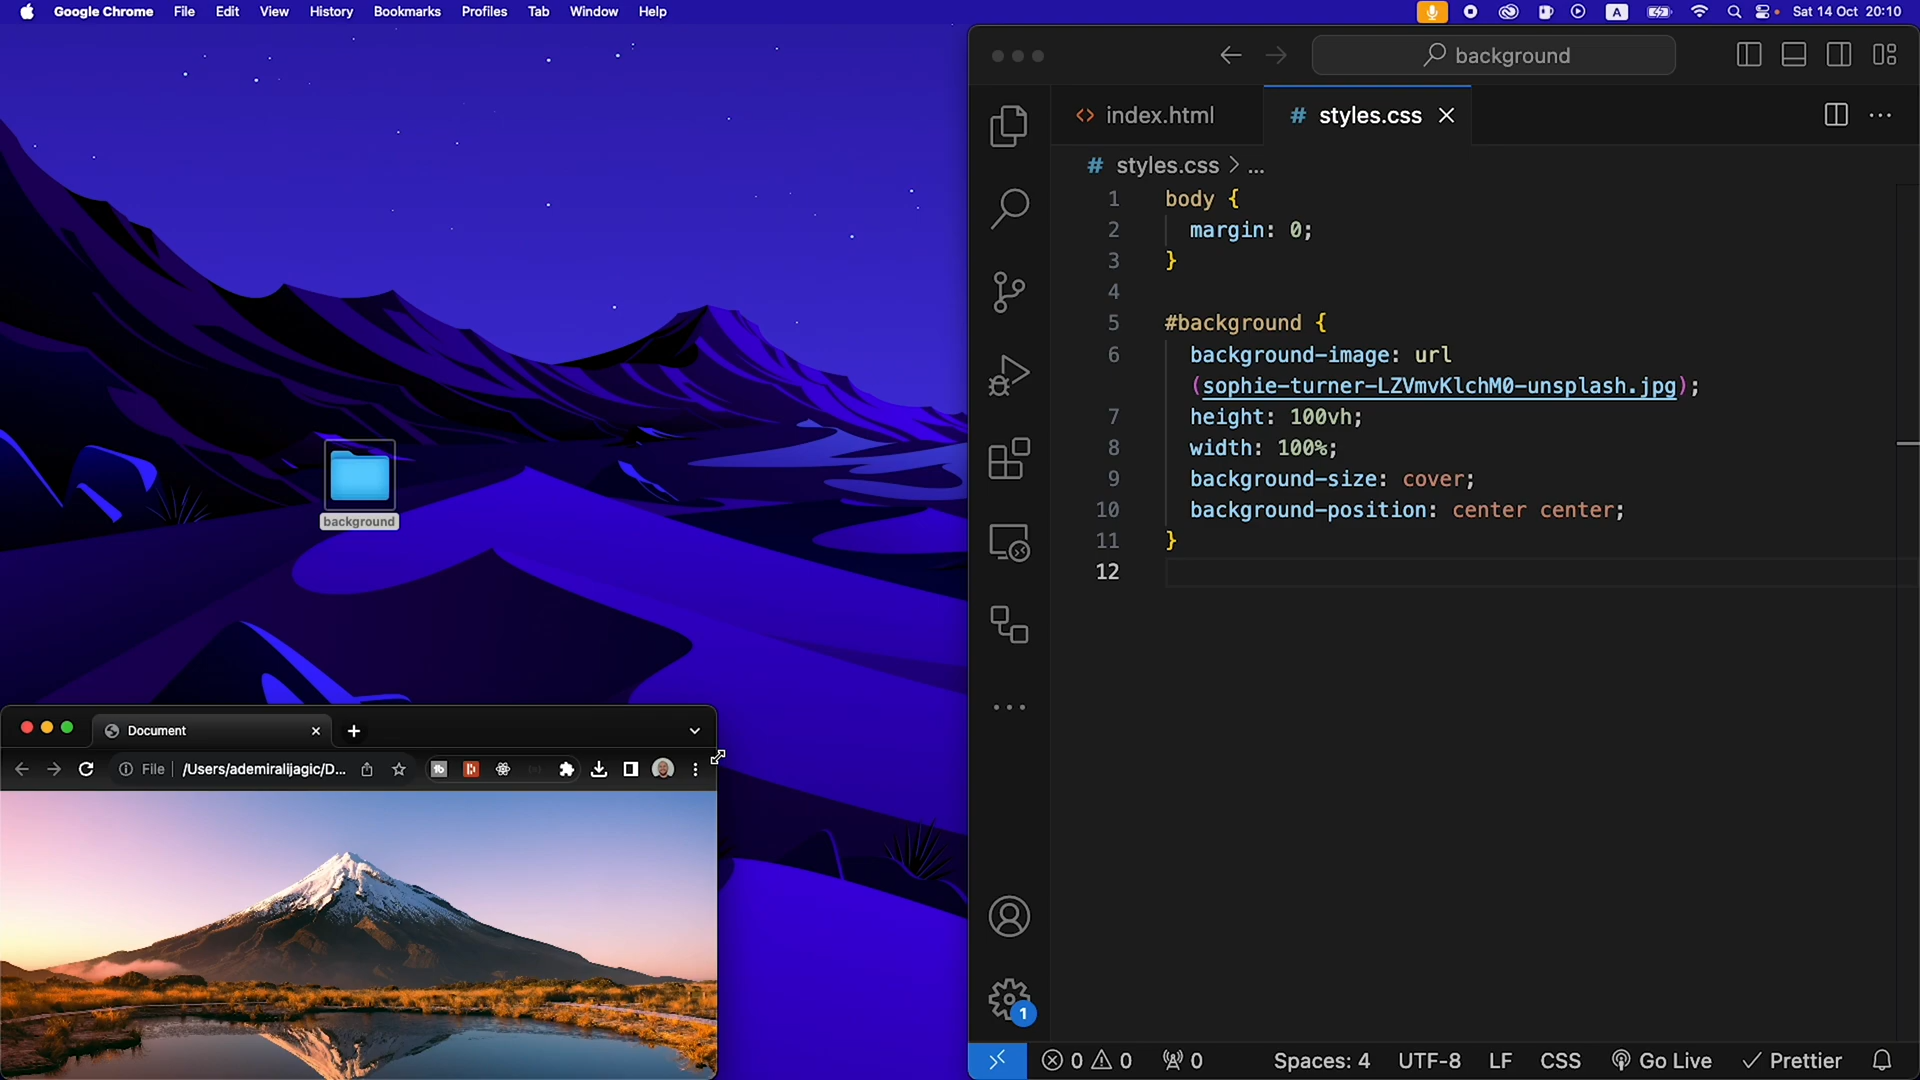 Google Chrome File Edit View History Bookmarks Profiles Tab Window Help
A Sat 14 Oct 20:10
background
index.html
# styles.css
# styles.css > ...
1 body {
2 margin: 0;
3 }
4
5 #background {
6 background-image: url
(sophie-turner-LZVmvKlchM0-unsplash.jpg);
7 height: 100vh;
8 width: 100%;
9 background-size: cover;
10 background-position: center center;
11 }
12
background
Document
File /Users/ademiralijagic/D...
1
0 0 0 Spaces: 4 UTF-8 LF CSS Go Live Prettier